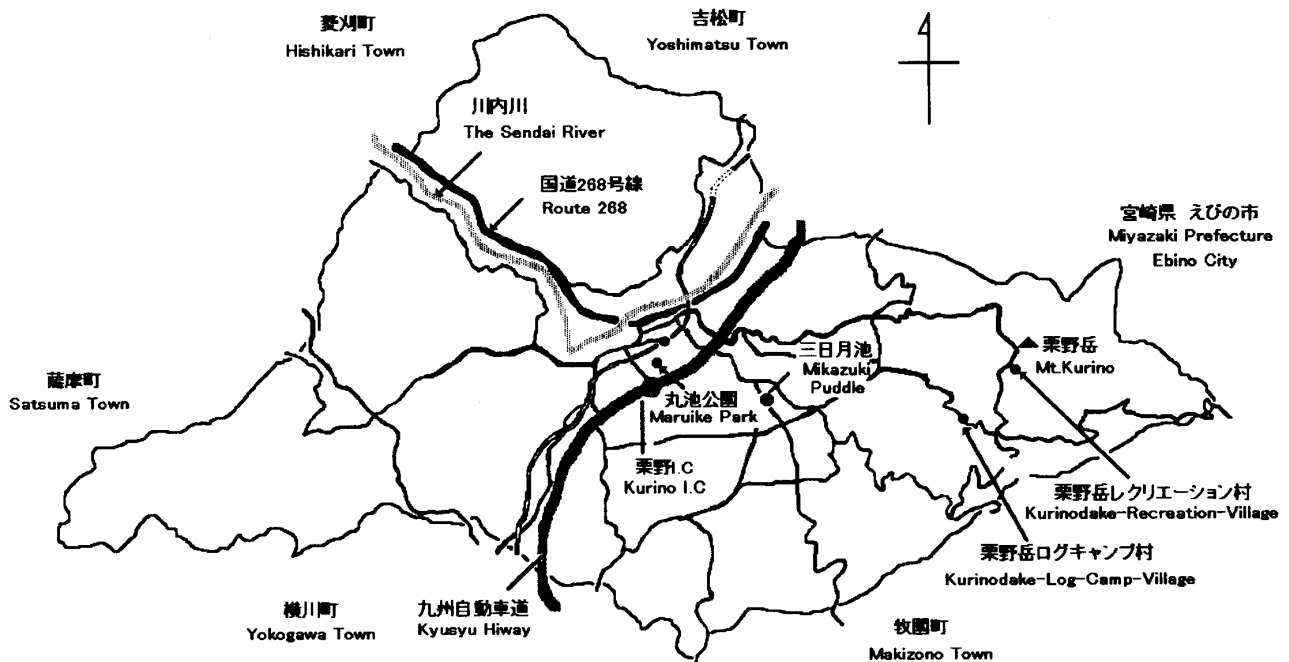 菱刈町
Hishikari Town
吉松町
Yoshimatsu Town
川内川
The Sendai River
国道268号線
Route 268
宮崎県 えびの市
Miyazaki Prefecture
Ebino City
三日月池
Mikazuki
Puddle
栗野岳
Mt.Kurino
薩摩町
Satsuma Town
丸池公園
Maruike Park
栗野I.C
Kurino I.C
栗野岳レクリエーション村
Kurinodake-Recreation-Village
栗野岳ログキャンプ村
Kurinodake-Log-Camp-Village
横川町
Yokogawa Town
九州自動車道
Kyusyu Hiway
牧園町
Makizono Town